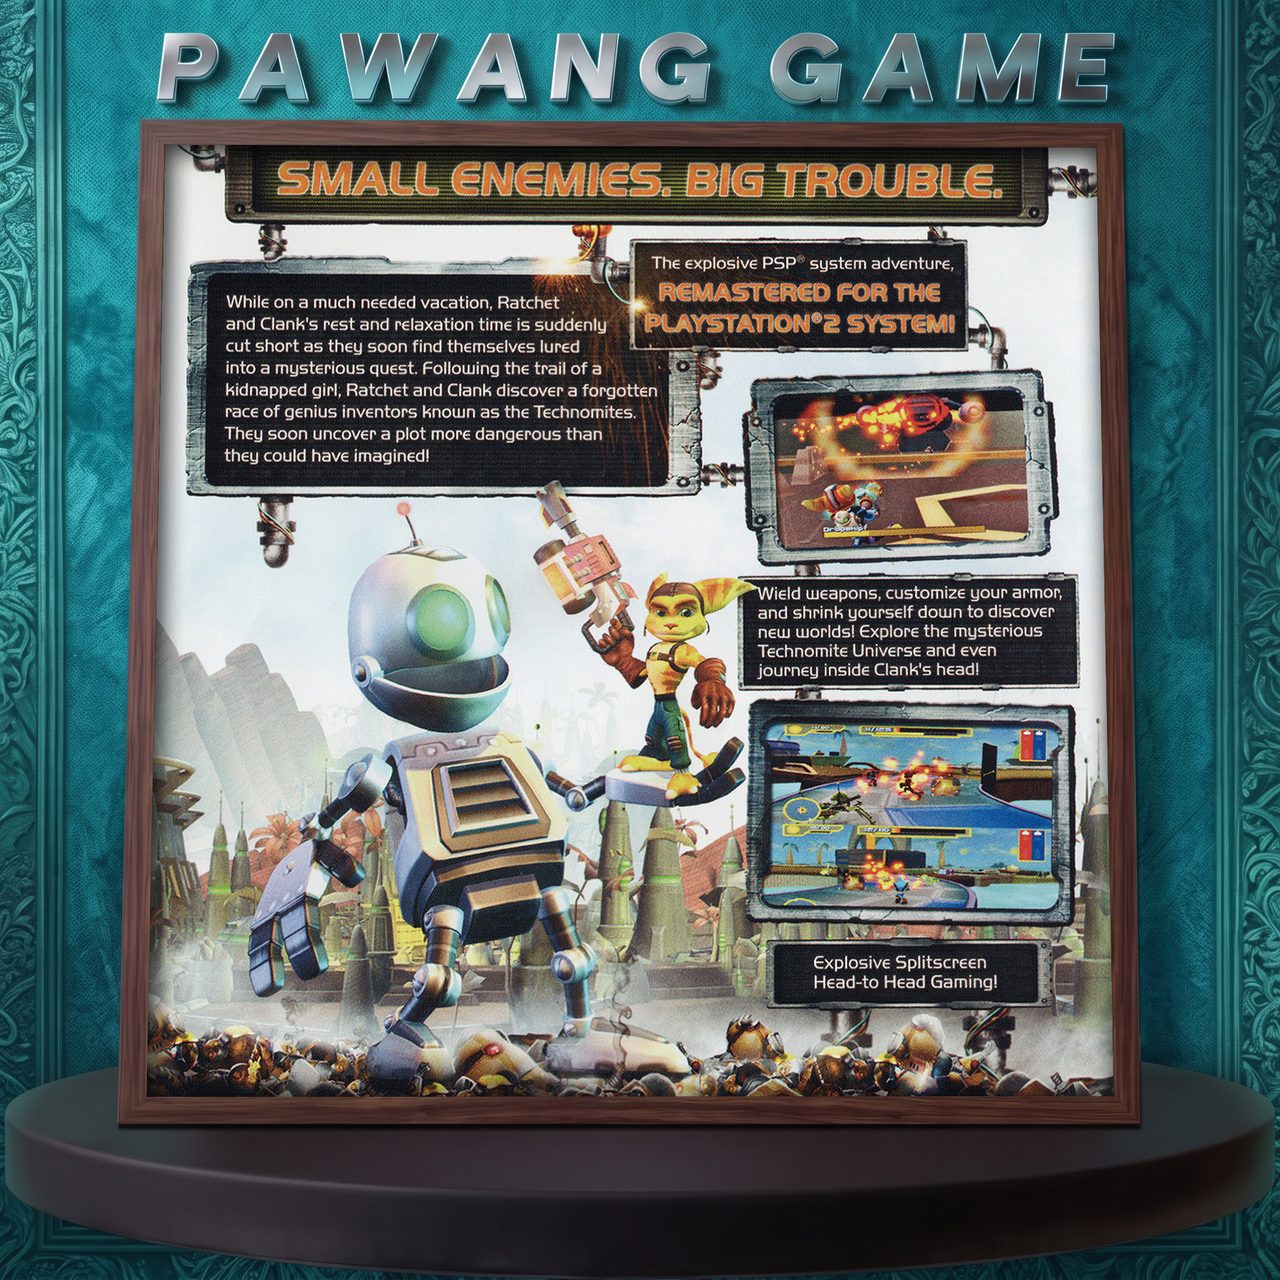 PAWANG GAME
SMALL ENEMIES. BIG TROUBLE.
While on a much needed vacation, Ratchet
and Clank's rest and relaxation time is suddenly
cut short as they soon find themselves lured
into a mysterious quest. Following the trail of a
kidnapped girl, Ratchet and Clank discover a forgotten
race of genius inventors known as the Technomites.
They soon uncover a plot more dangerous than
they could have imagined!
The explosive PSP® system adventure,
REMASTERED FOR THE
PLAYSTATION®2 SYSTEM!
Dropship
Wield weapons, customize your armor,
and shrink yourself down to discover
new worlds! Explore the mysterious
Technomite Universe and even
journey inside Clank's head!
Explosive Splitscreen
Head-to Head Gaming!